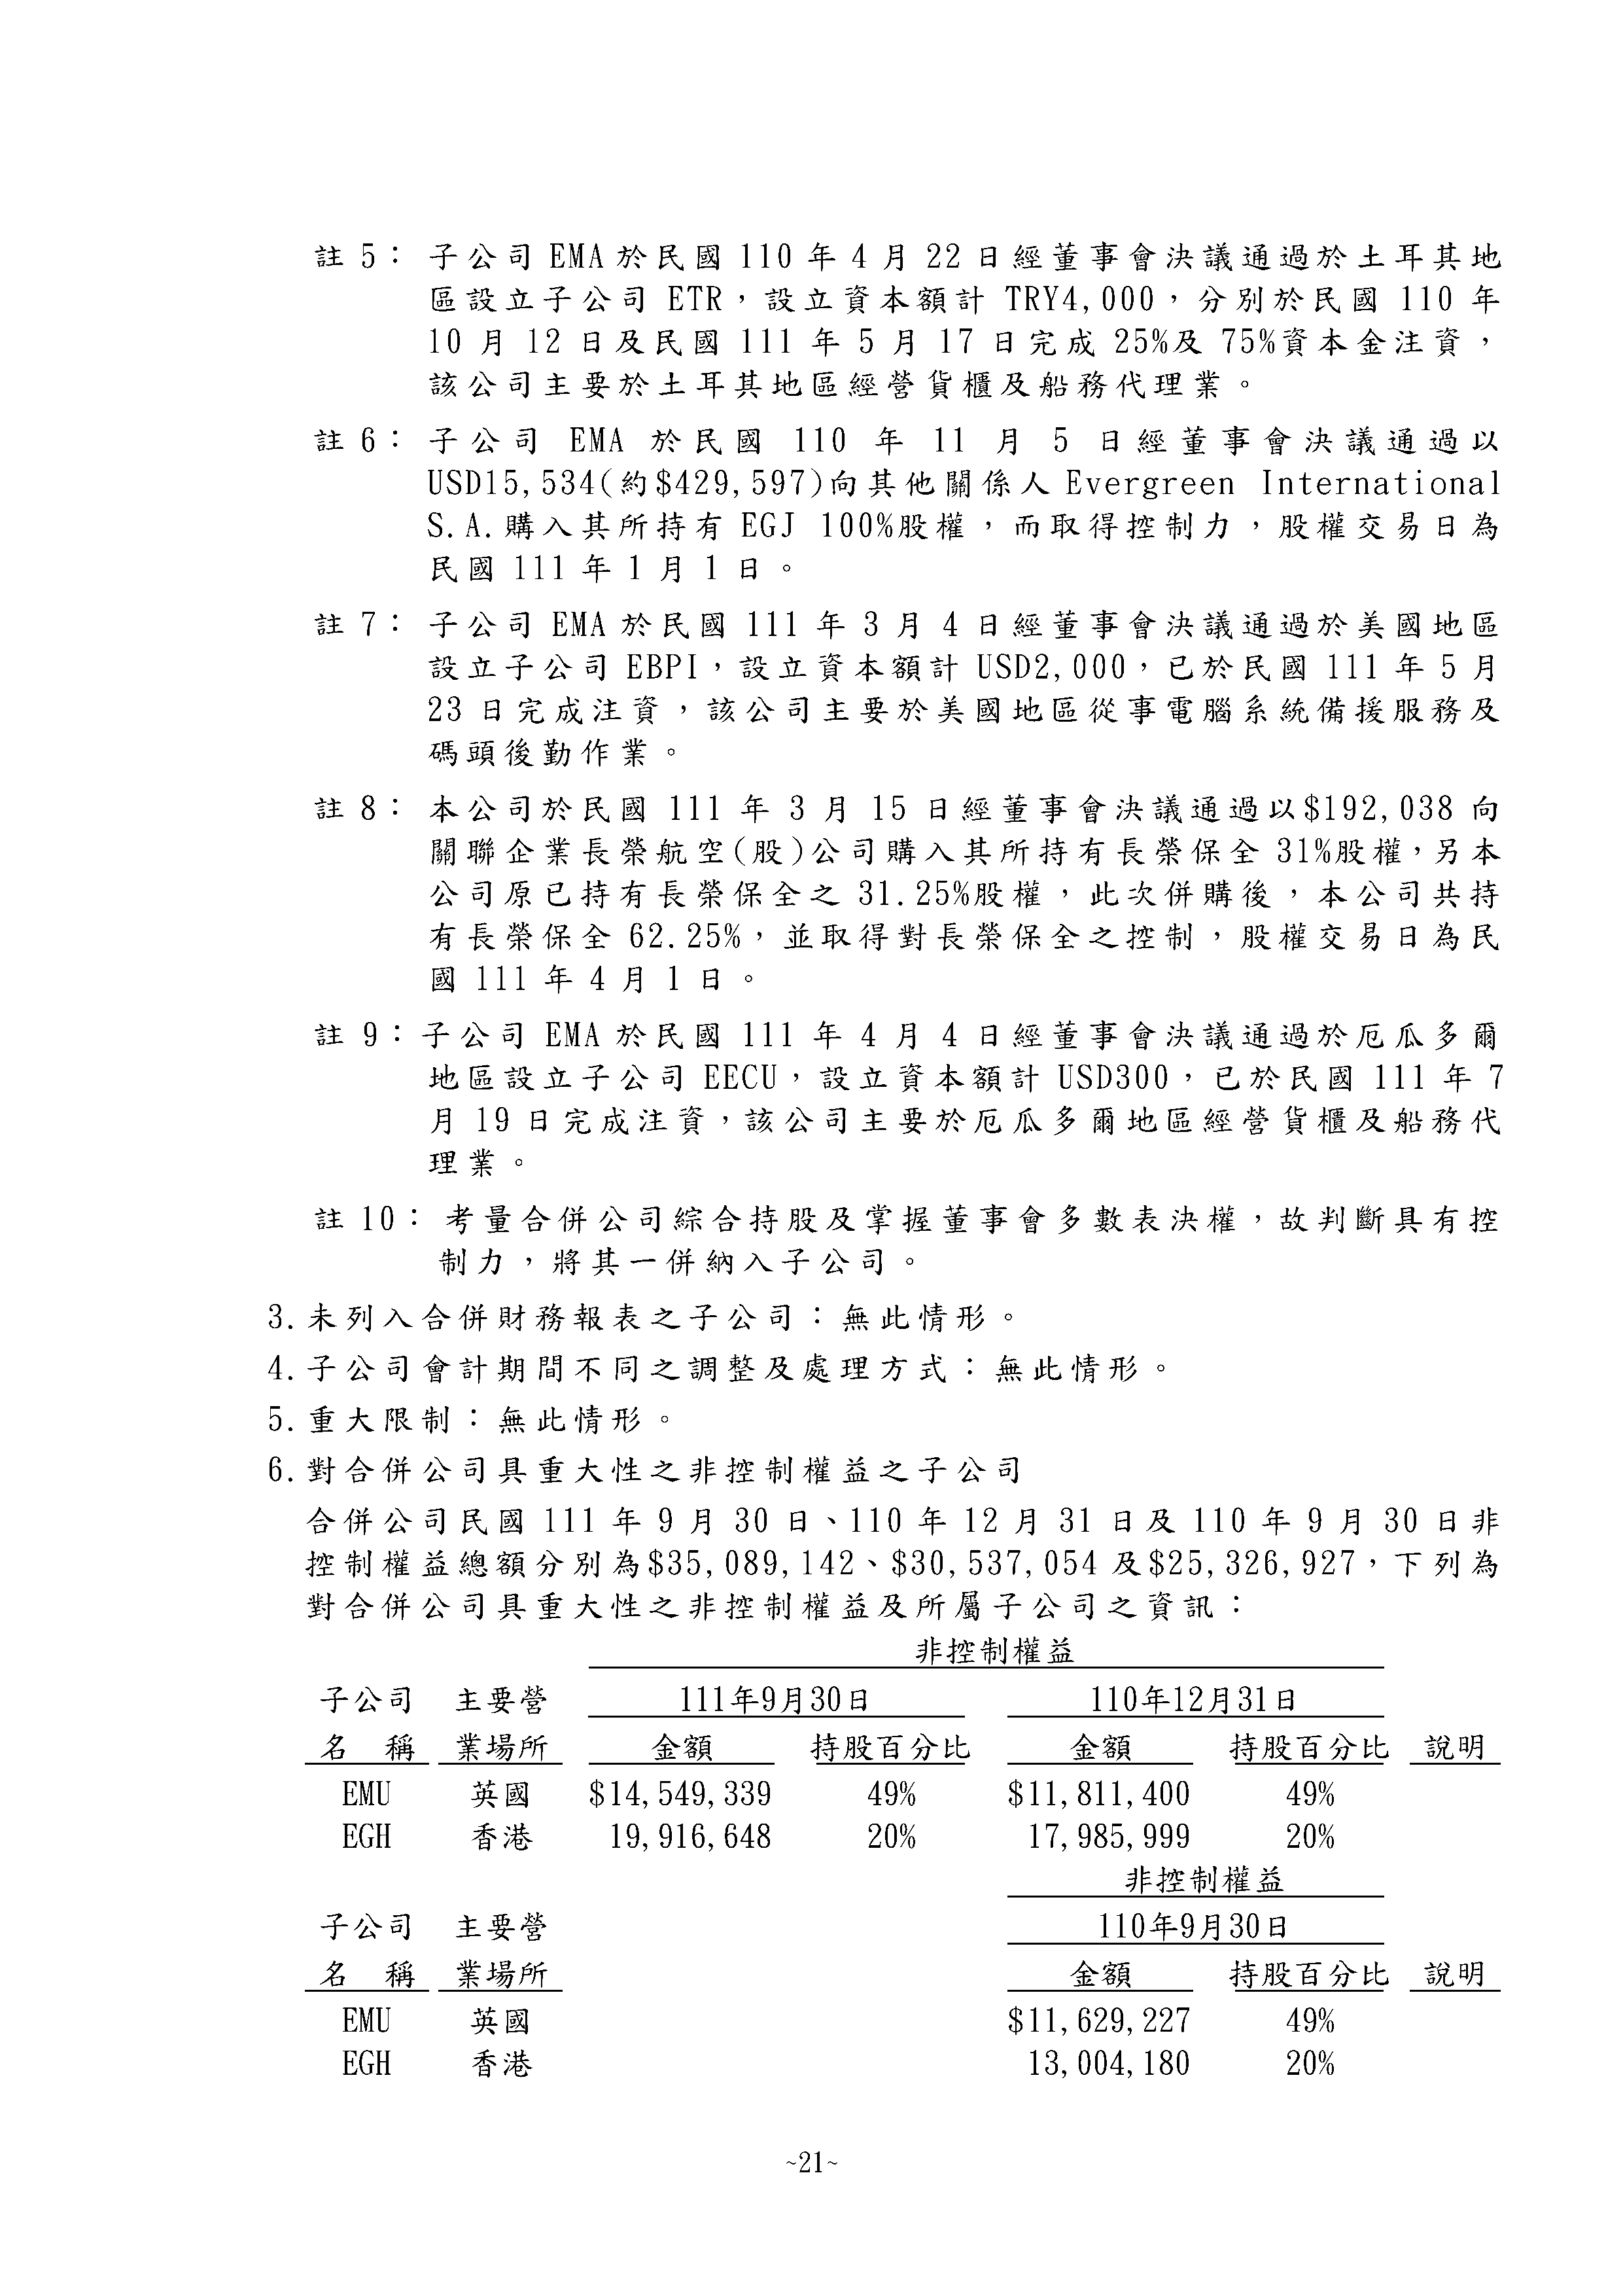 註 5： 子公司 EMA 於民國 110 年 4 月 22 日經董事會決議通過於土耳其地
區設立子公司 ETR，設立資本額計 TRY4,000，分別於民國 110 年
10 月 12 日及民國 111 年 5 月 17 日完成 25%及 75%資本金注資，
該公司主要於土耳其地區經營貨櫃及船務代理業。
註 6： 子公司 EMA 於民國 110 年 11 月 5 日經董事會決議通過以
USD15,534(約$429,597)向其他關係人 Evergreen International
S.A.購入其所持有 EGJ 100%股權，而取得控制力，股權交易日為
民國 111 年 1 月 1 日。
註 7： 子公司 EMA 於民國 111 年 3 月 4 日經董事會決議通過於美國地區
設立子公司 EBPI，設立資本額計 USD2,000，已於民國 111 年 5 月
23 日完成注資，該公司主要於美國地區從事電腦系統備援服務及
碼頭後勤作業。
註 8： 本公司於民國 111 年 3 月 15 日經董事會決議通過以$192,038 向
關聯企業長榮航空(股)公司購入其所持有長榮保全 31%股權，另本
公司原已持有長榮保全之 31.25%股權，此次併購後，本公司共持
有長榮保全 62.25%，並取得對長榮保全之控制，股權交易日為民
國 111 年 4 月 1 日。
註 9：子公司 EMA 於民國 111 年 4 月 4 日經董事會決議通過於厄瓜多爾
地區設立子公司 EECU，設立資本額計 USD300，已於民國 111 年 7
月 19 日完成注資，該公司主要於厄瓜多爾地區經營貨櫃及船務代
理業。
註 10： 考量合併公司綜合持股及掌握董事會多數表決權，故判斷具有控
制力，將其一併納入子公司。
3.未列入合併財務報表之子公司：無此情形。
4.子公司會計期間不同之調整及處理方式：無此情形。
5.重大限制：無此情形。
6.對合併公司具重大性之非控制權益之子公司
合併公司民國 111 年 9 月 30 日、110 年 12 月 31 日及 110 年 9 月 30 日非
控制權益總額分別為$35,089,142、$30,537,054 及$25,326,927，下列為
對合併公司具重大性之非控制權益及所屬子公司之資訊：
非控制權益
子公司 主要營 111年9月30日 110年12月31日
名 稱 業場所 金額 持股百分比 金額 持股百分比 說明
EMU 英國 $14,549,339 49% $11,811,400 49%
EGH 香港 19,916,648 20% 17,985,999 20%
非控制權益
子公司 主要營 110年9月30日
名 稱 業場所 金額 持股百分比 說明
EMU 英國 $11,629,227 49%
EGH 香港 13,004,180 20%
~21~